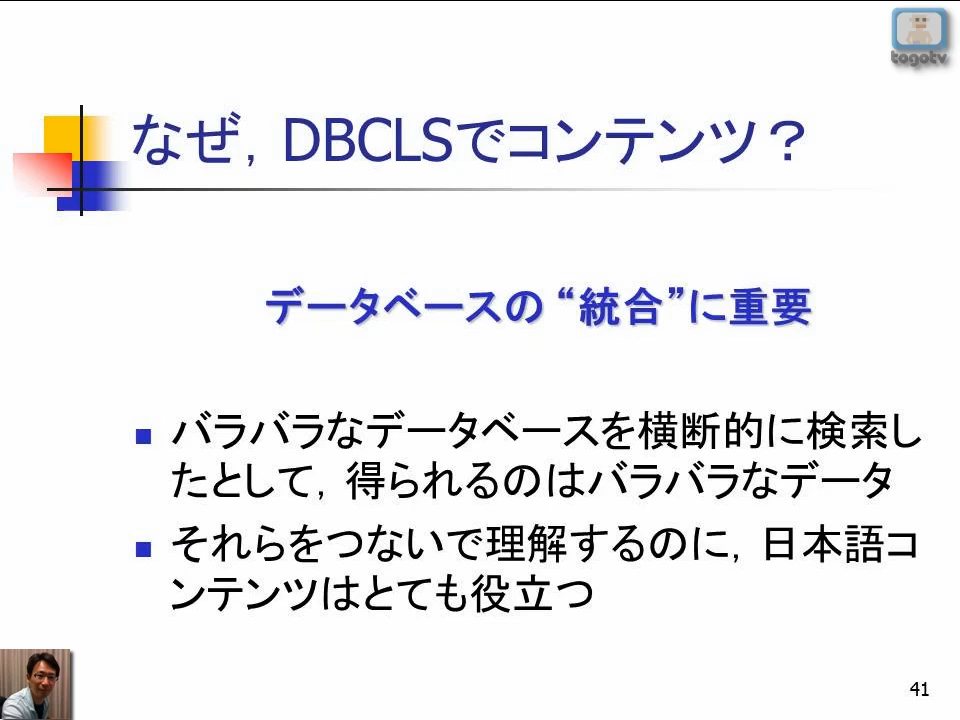 togotv
なぜ，DBCLSでコンテンツ？
データベースの“統合”に重要
バラバラなデータベースを横断的に検索し
たとして，得られるのはバラバラなデータ
それらをつないで理解するのに，日本語コ
ンテンツはとても役立つ
41